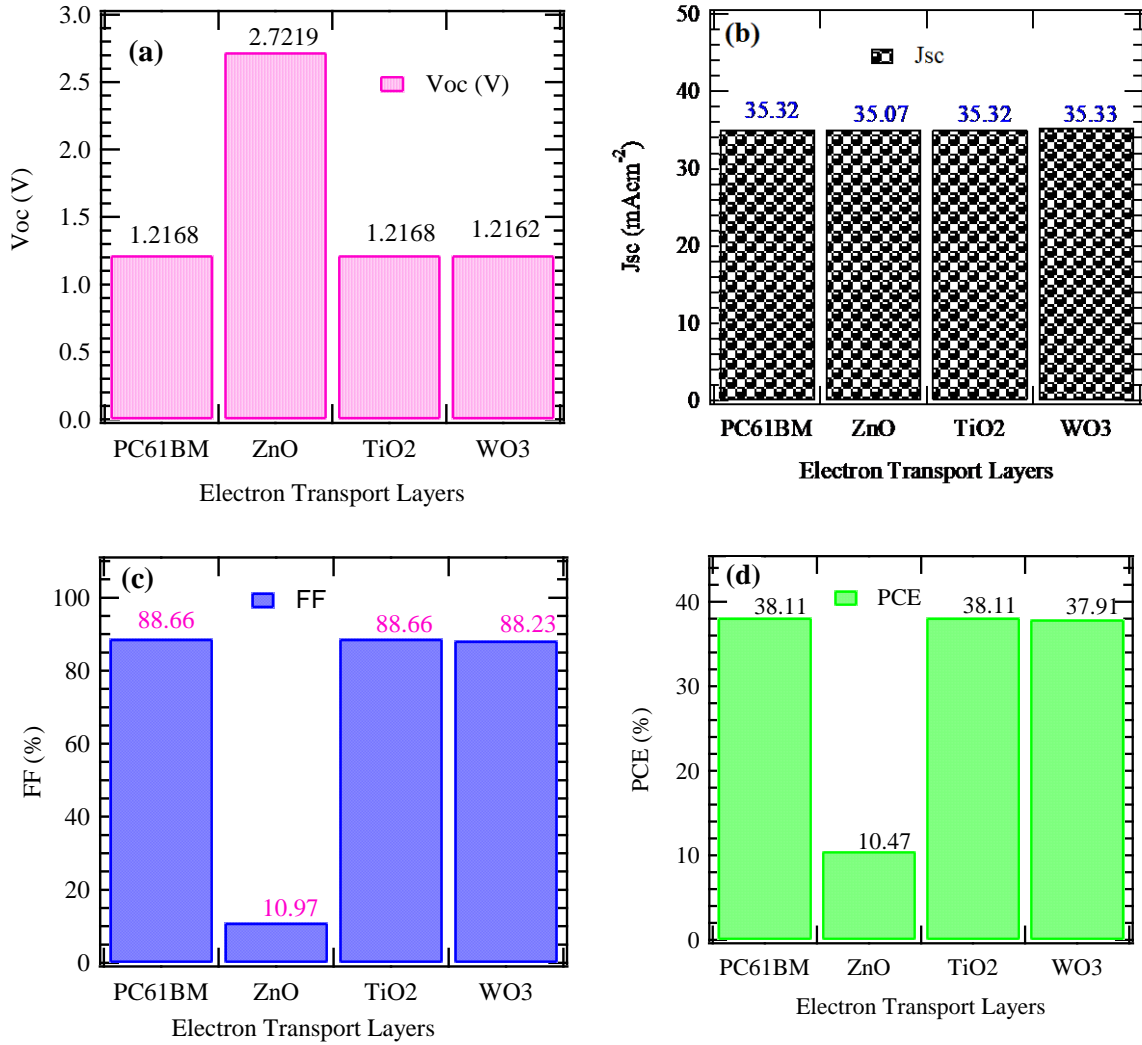 (a)
2.7219
Voc (V)
1.2168
1.2168
1.2162
3.0
2.5
2.0
1.5
1.0
0.5
0.0
Voc (V)
PC61BM ZnO TiO2 WO3
Electron Transport Layers
(b)
Jsc
35.32 35.07 35.32 35.33
50
40
30
20
10
0
Jsc (mAcm-2)
PC61BM ZnO TiO2 WO3
Electron Transport Layers
(c)
FF
88.66 10.97 88.66 88.23
100
80
60
40
20
0
FF (%)
PC61BM ZnO TiO2 WO3
Electron Transport Layers
(d)
PCE
38.11 10.47 38.11 37.91
40
30
20
10
0
PCE (%)
PC61BM ZnO TiO2 WO3
Electron Transport Layers